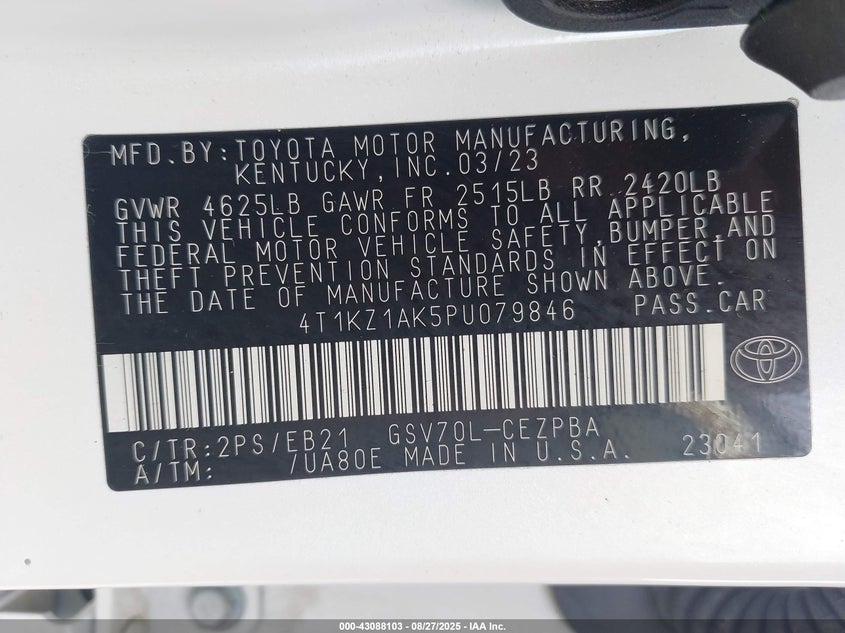 MFD.BY:TOYOTA MOTOR MANUFACTURING,
KENTUCKY, INC.03/23
GVWR 4625LB GAWR FR 2515LB RR 2420LB
THIS VEHICLE CONFORMS TO ALL APPLICABLE
FEDERAL MOTOR VEHICLE SAFETY,BUMPER,AND
THEFT PREVENTION STANDARDS IN EFFECT ON
THE DATE OF MANUFACTURE SHOWN ABOVE.
4T1KZ1AK5PU079846 PASS.CAR
C/TR:2PS/EB21 GSV70L-CEZPBA
A/TM: /UA80E MADE IN U.S.A. 23041
000-43088103 - 08/27/2025 - IAA Inc.